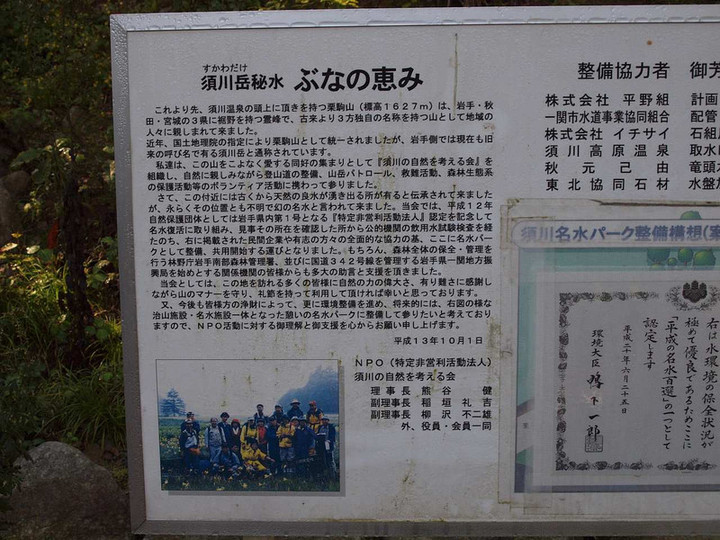 すかわだけ
須川岳秘水 ぶなの恵み
これより先、須川温泉の頭上に頂きを持つ栗駒山(標高1627m)は、岩手・秋
田・宮城の3県に裾野を持つ霊峰で、古来より3方独自の名称を持つ山として地域の
人々に親しまれて来ました。
近年、国土地理院の指定により栗駒山として統一されましたが、岩手側では現在も旧
来の呼び名で有る須川岳と通称されています。
私達は、この山をこよなく愛する同好の集まりとして『須川の自然を考える会』を
組織し、自然に親しみながら登山道の整備、山岳パトロール、救難活動、森林生態系
の保護活動等のボランティア活動に携わって参りました。
さて、この付近には古くから天然の良水が湧き出る所が有ると伝承されて来ました
が、永らくその位置とも不明で幻の名水と言われて来ました。当会では、平成12年
自然保護団体としては岩手県内第1号となる『特定非営利活動法人』認定を記念して
名水復活に取り組み、見事その所在を確認した所から公的機関の飲用水試験検査を経
たのち、右に掲載された民間企業や有志の方々の全面的な協力の基、ここに名水パー
クとして整備、共用開始する運びとなりました。もちろん、森林全体の保全・管理を
行う林野庁岩手南部森林管理署、並びに国道342号線を管理する岩手県一関地方振
興局を始めとする関係機関の皆様からも多大の助言と支援を頂きました。
当会としては、この地を訪れる多くの皆様に自然の力の偉大さ、有り難さに感謝し
ながら山のマナーを守り、礼節を持って利用して頂ければ幸いと思っております。
又、今後も皆様方の浄財によって、更に環境整備を進め、将来的には、右図の様な
治山施設・名水施設一体となった憩いの名水パークに整備して参りたいと考えており
ますので、NPO活動に対する御理解と御支援を心からお願い申し上げます。
平成13年10月1日
NPO(特定非営利活動法人)
須川の自然を考える会
理事長 熊谷 健
副理事長 稲垣 礼吉
副理事長 柳沢 不二雄
外、役員・会員一同
整備協力者 御芳
株式会社 平野組 計画
一関市水道事業協同組合 配管
株式会社 イチサイ 石組
須川高原温泉 取水
秋元己由 竜頭
東北協同石材 水盤
須川名水パーク整備構想(案
右は水環境の保全状況が
極めて優良であるためここに
「平成の名水百選」の一つとして
認定します
平成二十年六月二十五日
環境大臣 鴨下一郎